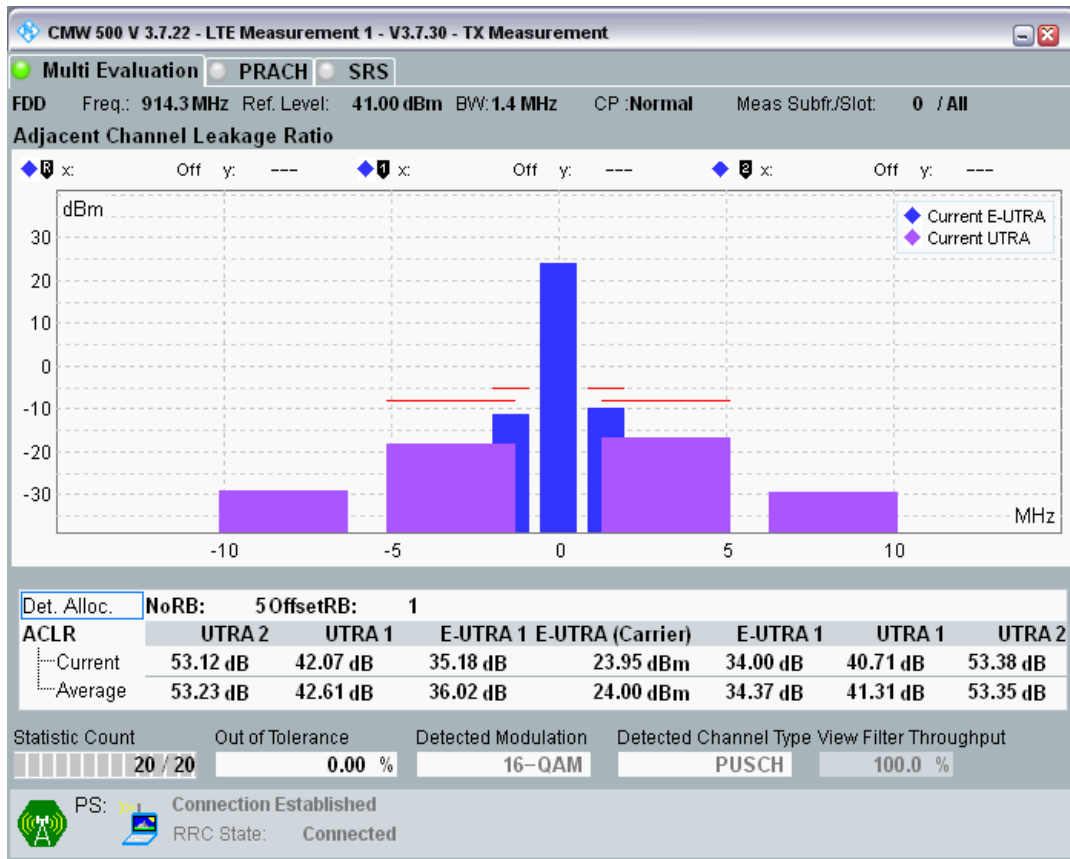 CMW 500 V 3.7.22 - LTE Measurement 1 - V3.7.30 - TX Measurement
Multi Evaluation PRACH SRS
FDD Freq.: 914.3 MHz Ref. Level: 41.00 dBm BW: 1.4 MHz CP :Normal Meas Subfr./Slot: 0 / All
Adjacent Channel Leakage Ratio
R x: Off y: --- 1 x: Off y: --- 2 x: Off y: ---
dBm
Current E-UTRA
Current UTRA
30
20
10
0
-10
-20
-30
MHz
-10 -5 0 5 10
Det. Alloc. NoRB: 5 OffsetRB: 1
ACLR UTRA 2 UTRA 1 E-UTRA 1 E-UTRA (Carrier) E-UTRA 1 UTRA 1 UTRA 2
Current 53.12 dB 42.07 dB 35.18 dB 23.95 dBm 34.00 dB 40.71 dB 53.38 dB
Average 53.23 dB 42.61 dB 36.02 dB 24.00 dBm 34.37 dB 41.31 dB 53.35 dB
Statistic Count Out of Tolerance Detected Modulation Detected Channel Type View Filter Throughput
20 / 20 0.00 % 16-QAM PUSCH 100.0 %
PS: Connection Established
RRC State: Connected